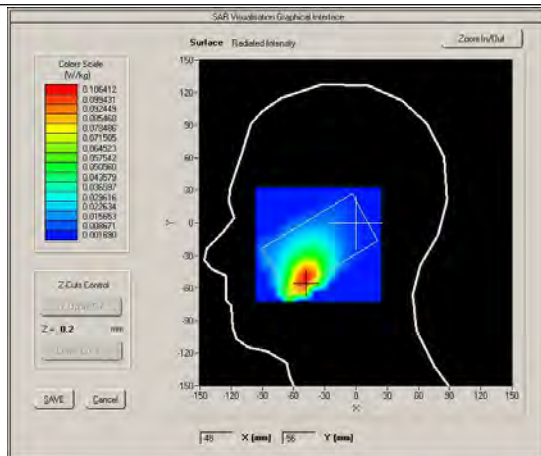 SAR Visualisation Graphical Interface
Surface Radiated Intensity
Zoom In/Out
Colors Scale
(W/kg)
0.106412
0.099431
0.092449
0.085468
0.078486
0.071505
0.064523
0.057542
0.050560
0.043579
0.036597
0.029616
0.022634
0.015653
0.008671
0.001690
150
120
90
60
30
0
-30
-60
-90
-120
-150
Y
-150 -120 -90 -60 -30 0 30 60 90 120 150
X
Z-Cuts Control
Z = 0.2 mm
SAVE
Cancel
-48 X (mm) -56 Y (mm)